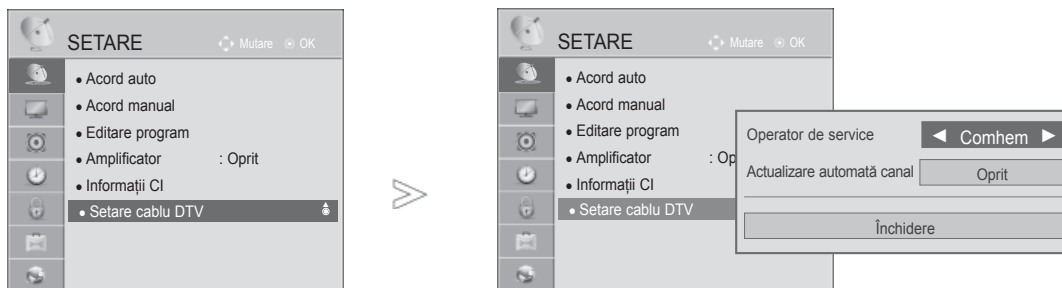 SETARE Mutare OK
• Acord auto
• Acord manual
• Editare program
• Amplificator : Oprit
• Informații CI
• Setare cablu DTV
SETARE Mutare OK
• Acord auto
• Acord manual
• Editare program
• Amplificator : Op
• Informații CI
• Setare cablu DTV
Operator de service ◄ Comhem ►
Actualizare automată canal Oprit
Închidere